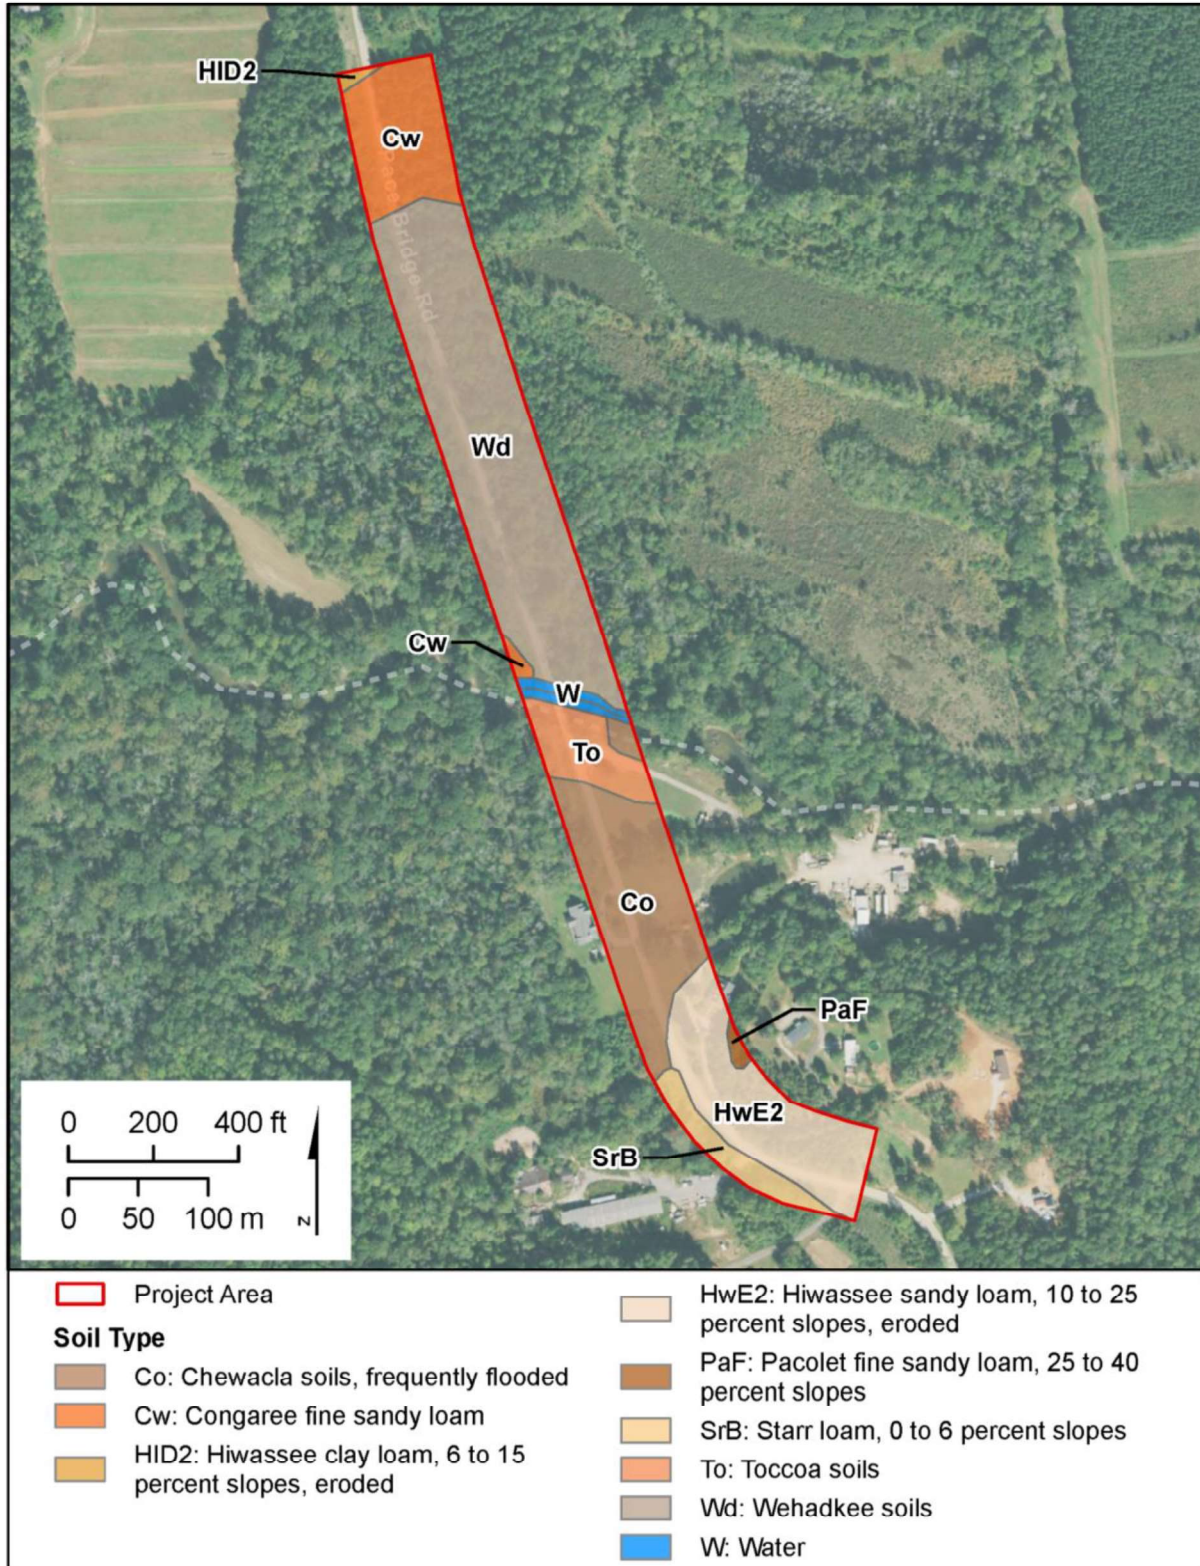 HID2
Cw
Pace Bridge Rd
Wd
Cw
W
To
Co
PaF
HwE2
SrB
0 200 400 ft
0 50 100 m
N
Project Area
Soil Type
Co: Chewacla soils, frequently flooded
Cw: Congaree fine sandy loam
HID2: Hiwassee clay loam, 6 to 15
percent slopes, eroded
HwE2: Hiwassee sandy loam, 10 to 25
percent slopes, eroded
PaF: Pacolet fine sandy loam, 25 to 40
percent slopes
SrB: Starr loam, 0 to 6 percent slopes
To: Toccoa soils
Wd: Wehadkee soils
W: Water